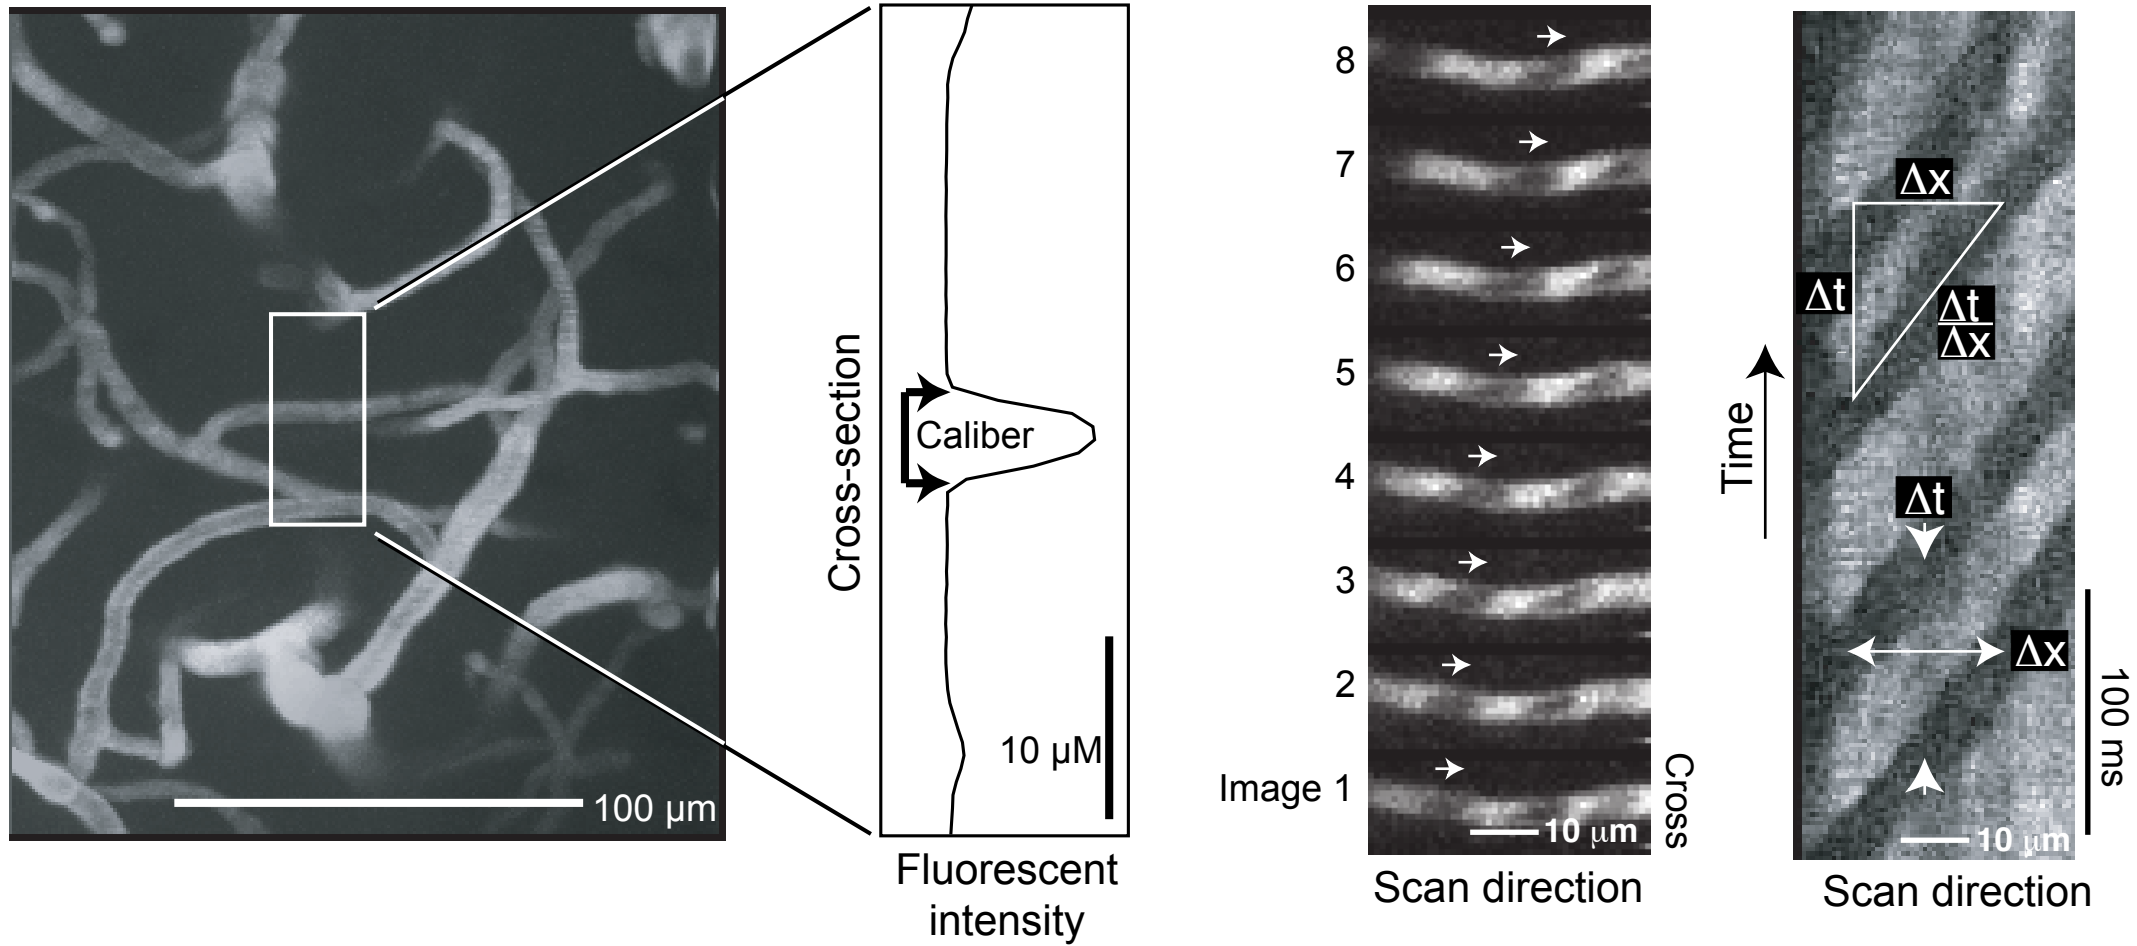 100 µm
Cross-section
Caliber
10 µM
Fluorescent
intensity
8
7
6
5
4
3
2
Image 1
10 µm
Cross
Scan direction
Time
Δx
Δt
Δt
Δx
Δt
Δx
100 ms
10 µm
Scan direction